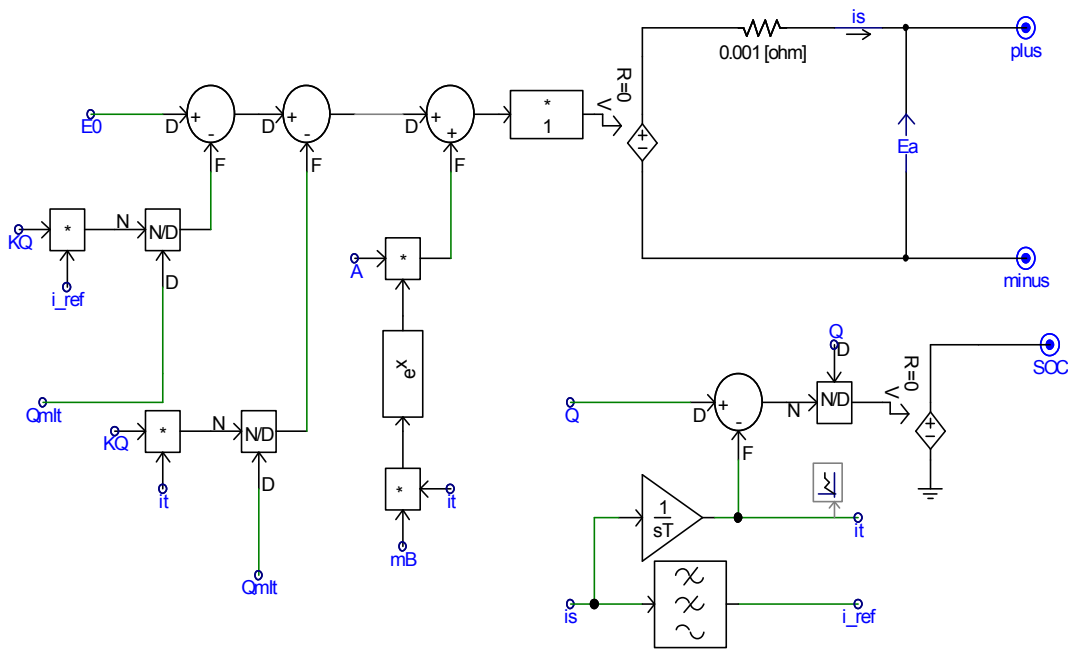 is
plus
0.001 [ohm]
R=0
V
E0
D
+
-
D
+
-
D
+
+
*
1
+
-
Ea
F
F
F
KQ
*
N
N/D
i_ref
D
A
*
minus
e^x
Q
D
R=0
V
SOC
Qmlt
KQ
*
N
N/D
it
D
Q
D
+
-
N
N/D
+
-
F
*
it
mB
1
sT
it
Qmlt
is
i_ref